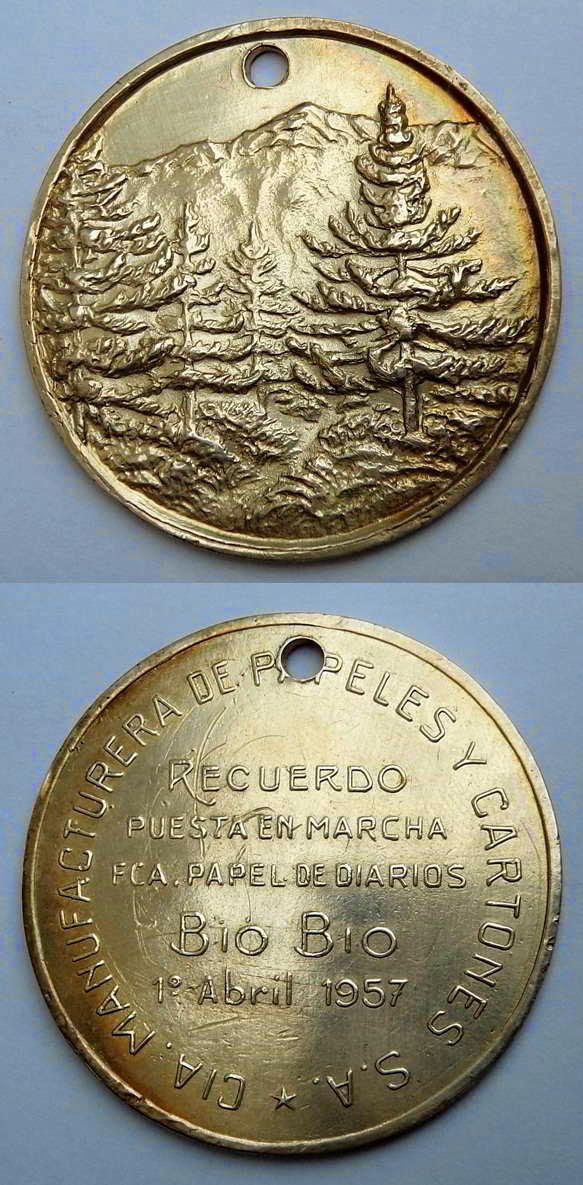 CIA. MANUFACTURERA DE PAPELES Y CARTONES S.A. ★
RECUERDO
PUESTA EN MARCHA
FCA. PAPEL DE DIARIOS
BIO BIO
1º Abril 1957